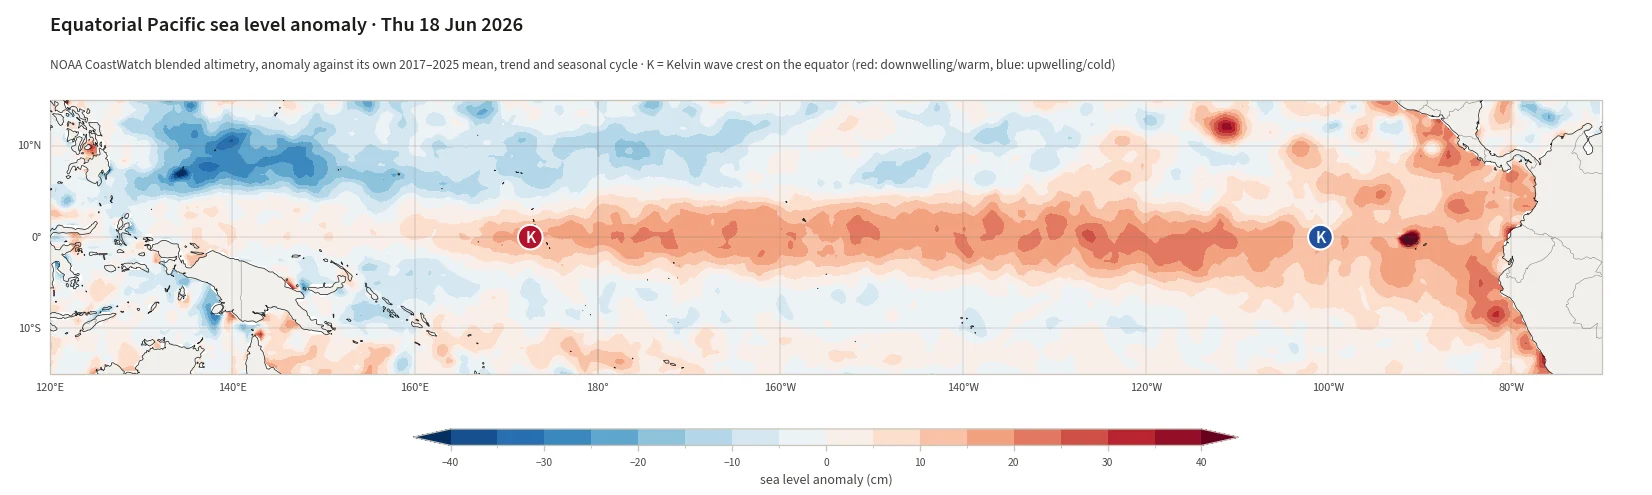 Equatorial Pacific sea level anomaly · Thu 18 Jun 2026
NOAA CoastWatch blended altimetry, anomaly against its own 2017–2025 mean, trend and seasonal cycle · K = Kelvin wave crest on the equator (red: downwelling/warm, blue: upwelling/cold)
10°N
0°
K
K
10°S
120°E 140°E 160°E 180° 160°W 140°W 120°W 100°W 80°W
−40 −30 −20 −10 0 10 20 30 40
sea level anomaly (cm)